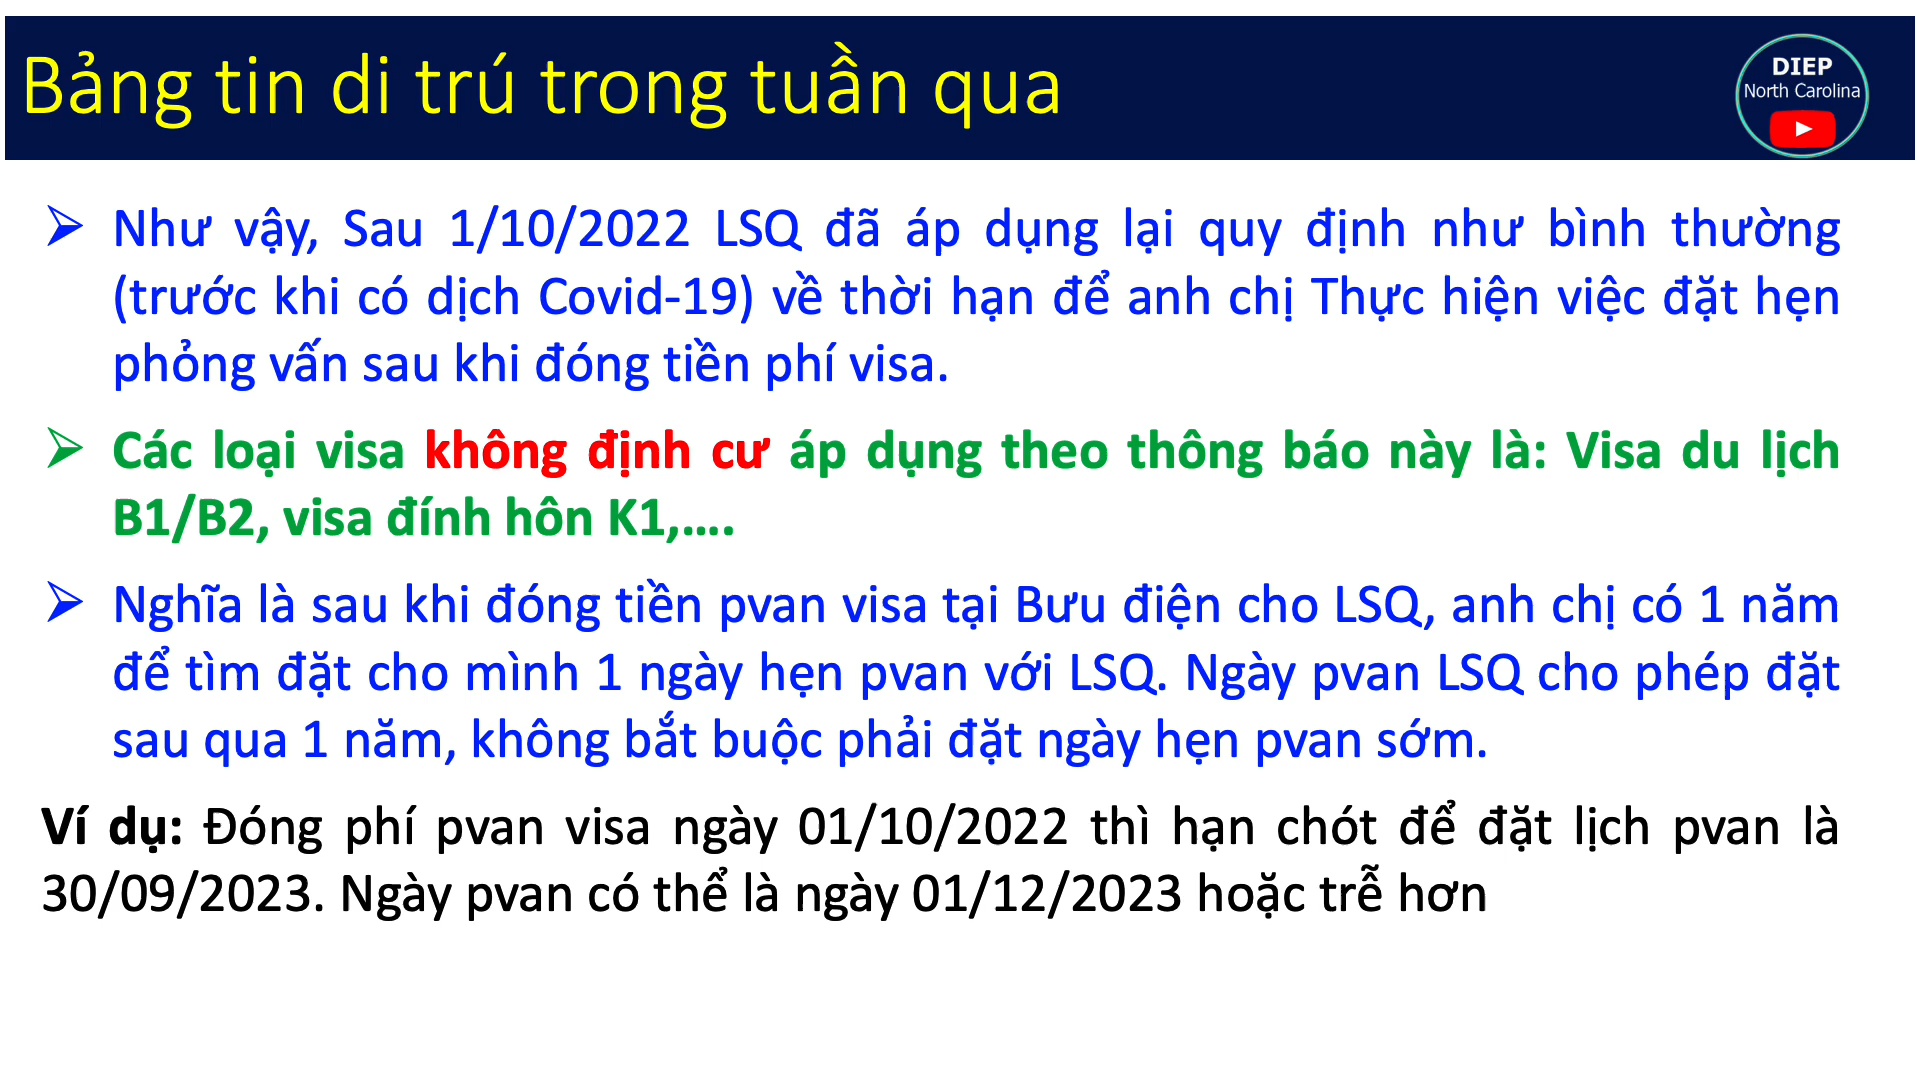 Bảng tin di trú trong tuần qua
DIEP
North Carolina
Như vậy, Sau 1/10/2022 LSQ đã áp dụng lại quy định như bình thường
(trước khi có dịch Covid-19) về thời hạn để anh chị Thực hiện việc đặt hẹn
phỏng vấn sau khi đóng tiền phí visa.
Các loại visa không định cư áp dụng theo thông báo này là: Visa du lịch
B1/B2, visa đính hôn K1,....
Nghĩa là sau khi đóng tiền pvan visa tại Bưu điện cho LSQ, anh chị có 1 năm
để tìm đặt cho mình 1 ngày hẹn pvan với LSQ. Ngày pvan LSQ cho phép đặt
sau qua 1 năm, không bắt buộc phải đặt ngày hẹn pvan sớm.
Ví dụ: Đóng phí pvan visa ngày 01/10/2022 thì hạn chót để đặt lịch pvan là
30/09/2023. Ngày pvan có thể là ngày 01/12/2023 hoặc trễ hơn